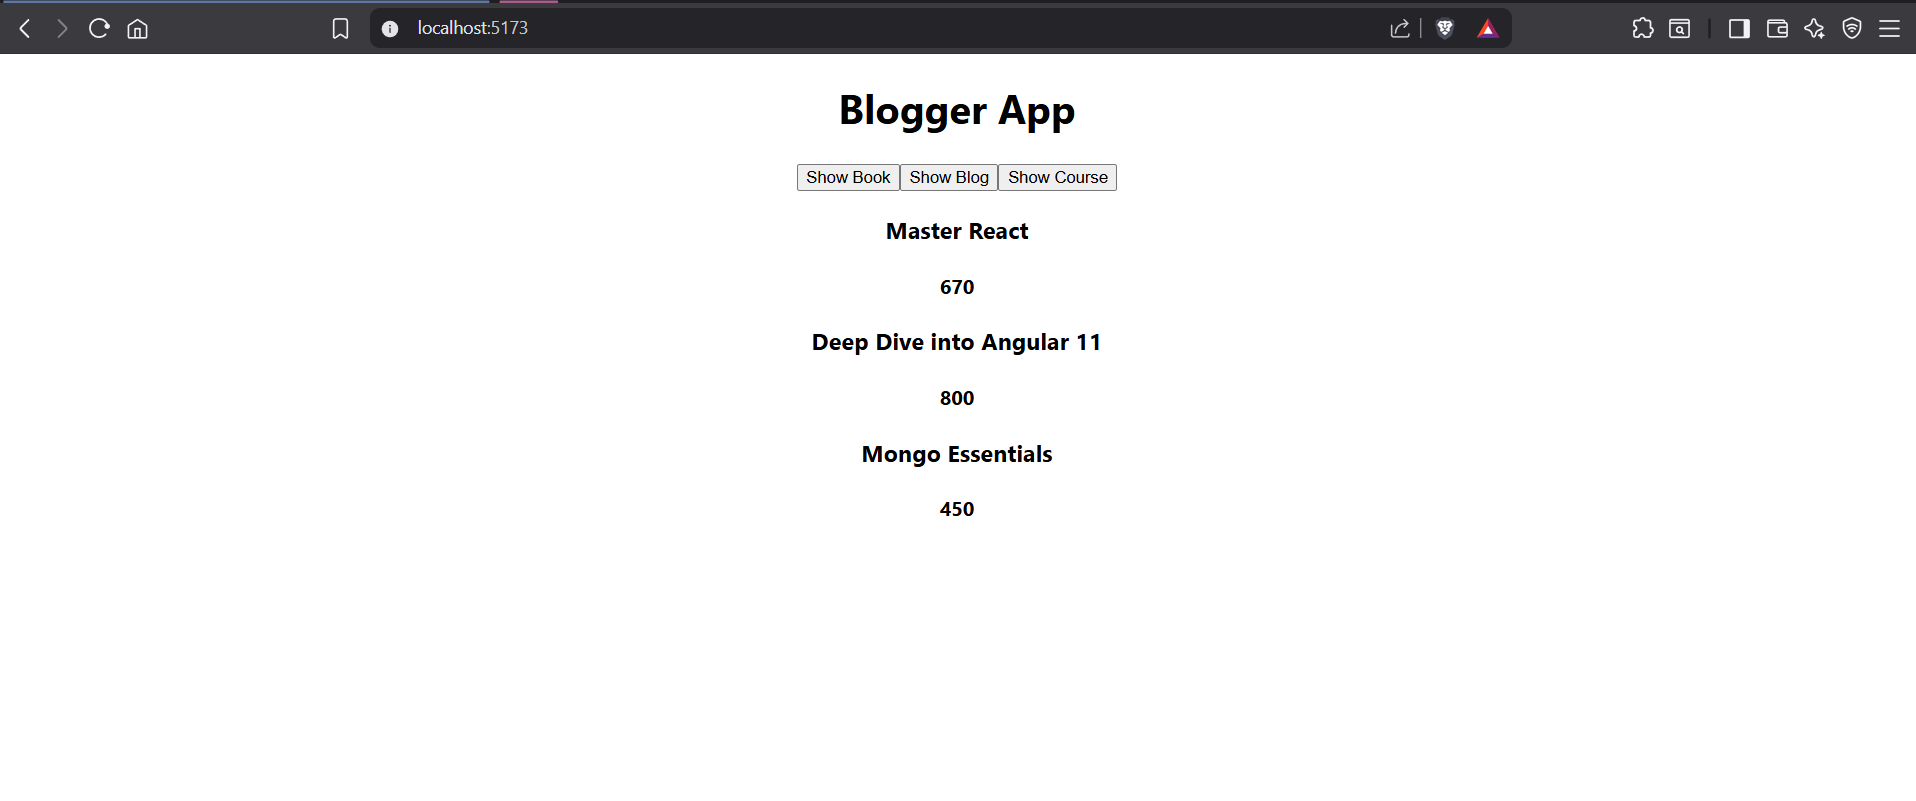 localhost:5173
Blogger App
Show Book Show Blog Show Course
Master React
670
Deep Dive into Angular 11
800
Mongo Essentials
450